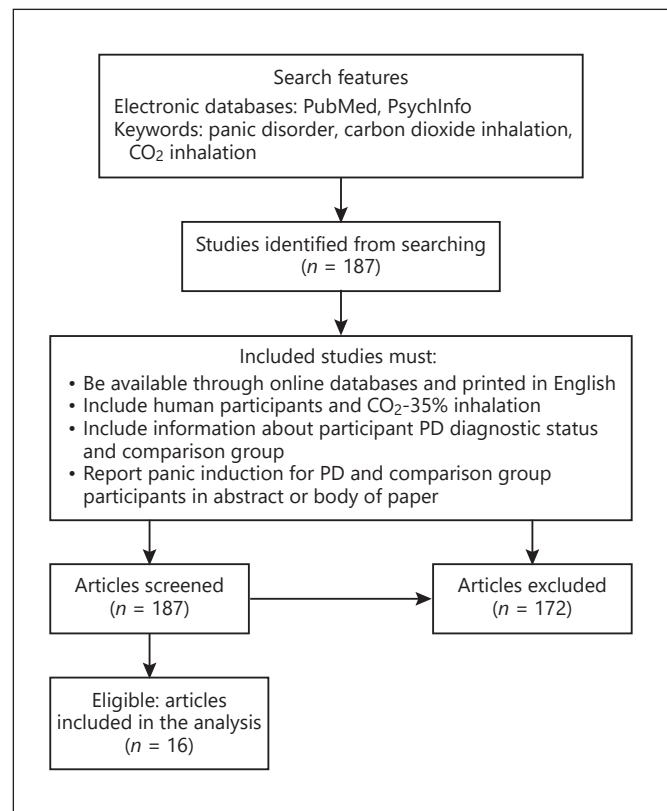 Search features
Electronic databases: PubMed, PsychInfo
Keywords: panic disorder, carbon dioxide inhalation,
CO₂ inhalation
Studies identified from searching
(n = 187)
Included studies must:
• Be available through online databases and printed in English
• Include human participants and CO₂-35% inhalation
• Include information about participant PD diagnostic status
and comparison group
• Report panic induction for PD and comparison group
participants in abstract or body of paper
Articles screened
(n = 187)
Articles excluded
(n = 172)
Eligible: articles
included in the analysis
(n = 16)